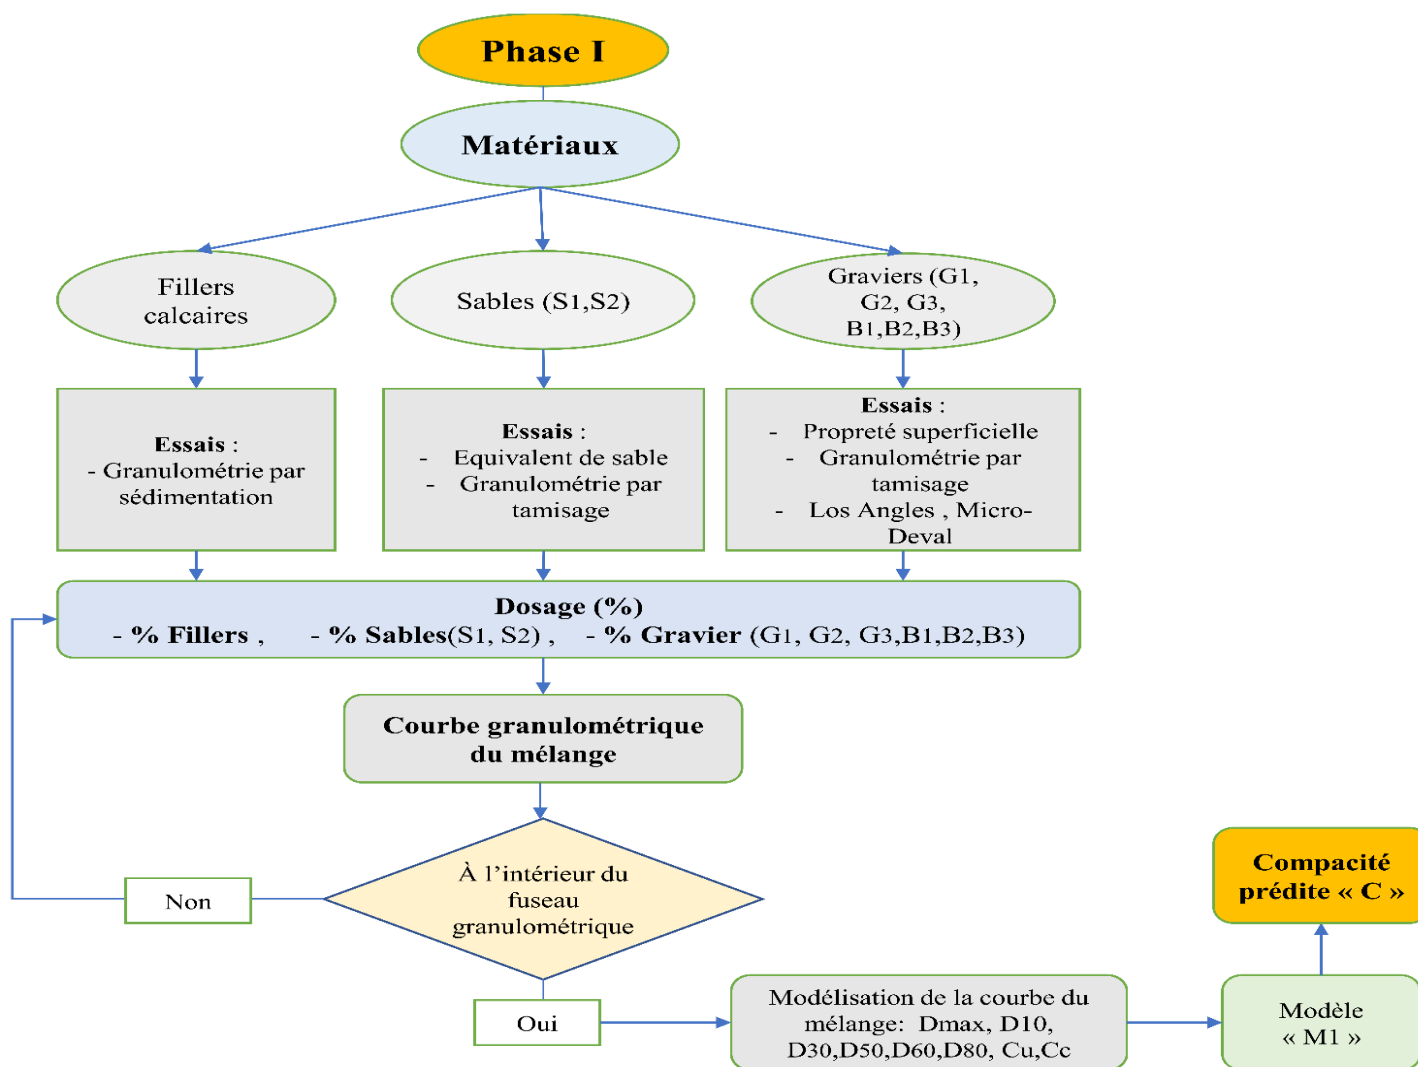 Phase I
Matériaux
Fillers
calcaires
Sables (S1,S2)
Graviers (G1,
G2, G3,
B1,B2,B3)
Essais :
- Granulométrie par
sédimentation
Essais :
- Equivalent de sable
- Granulométrie par
tamisage
Essais :
- Propreté superficielle
- Granulométrie par
tamisage
- Los Angles , Micro-
Deval
Dosage (%)
- % Fillers , - % Sables(S1, S2) , - % Gravier (G1, G2, G3,B1,B2,B3)
Courbe granulométrique
du mélange
À l’intérieur du
fuseau
granulométrique
Non
Oui
Modélisation de la courbe du
mélange: Dmax, D10,
D30,D50,D60,D80, Cu,Cc
Modèle
« M1 »
Compacité
prédite « C »